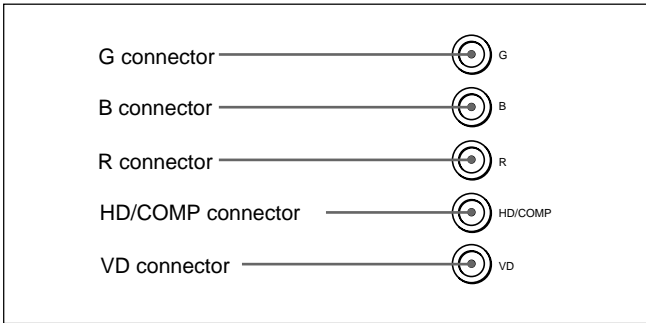 G connector G
B connector B
R connector R
HD/COMP connector HD/COMP
VD connector VD